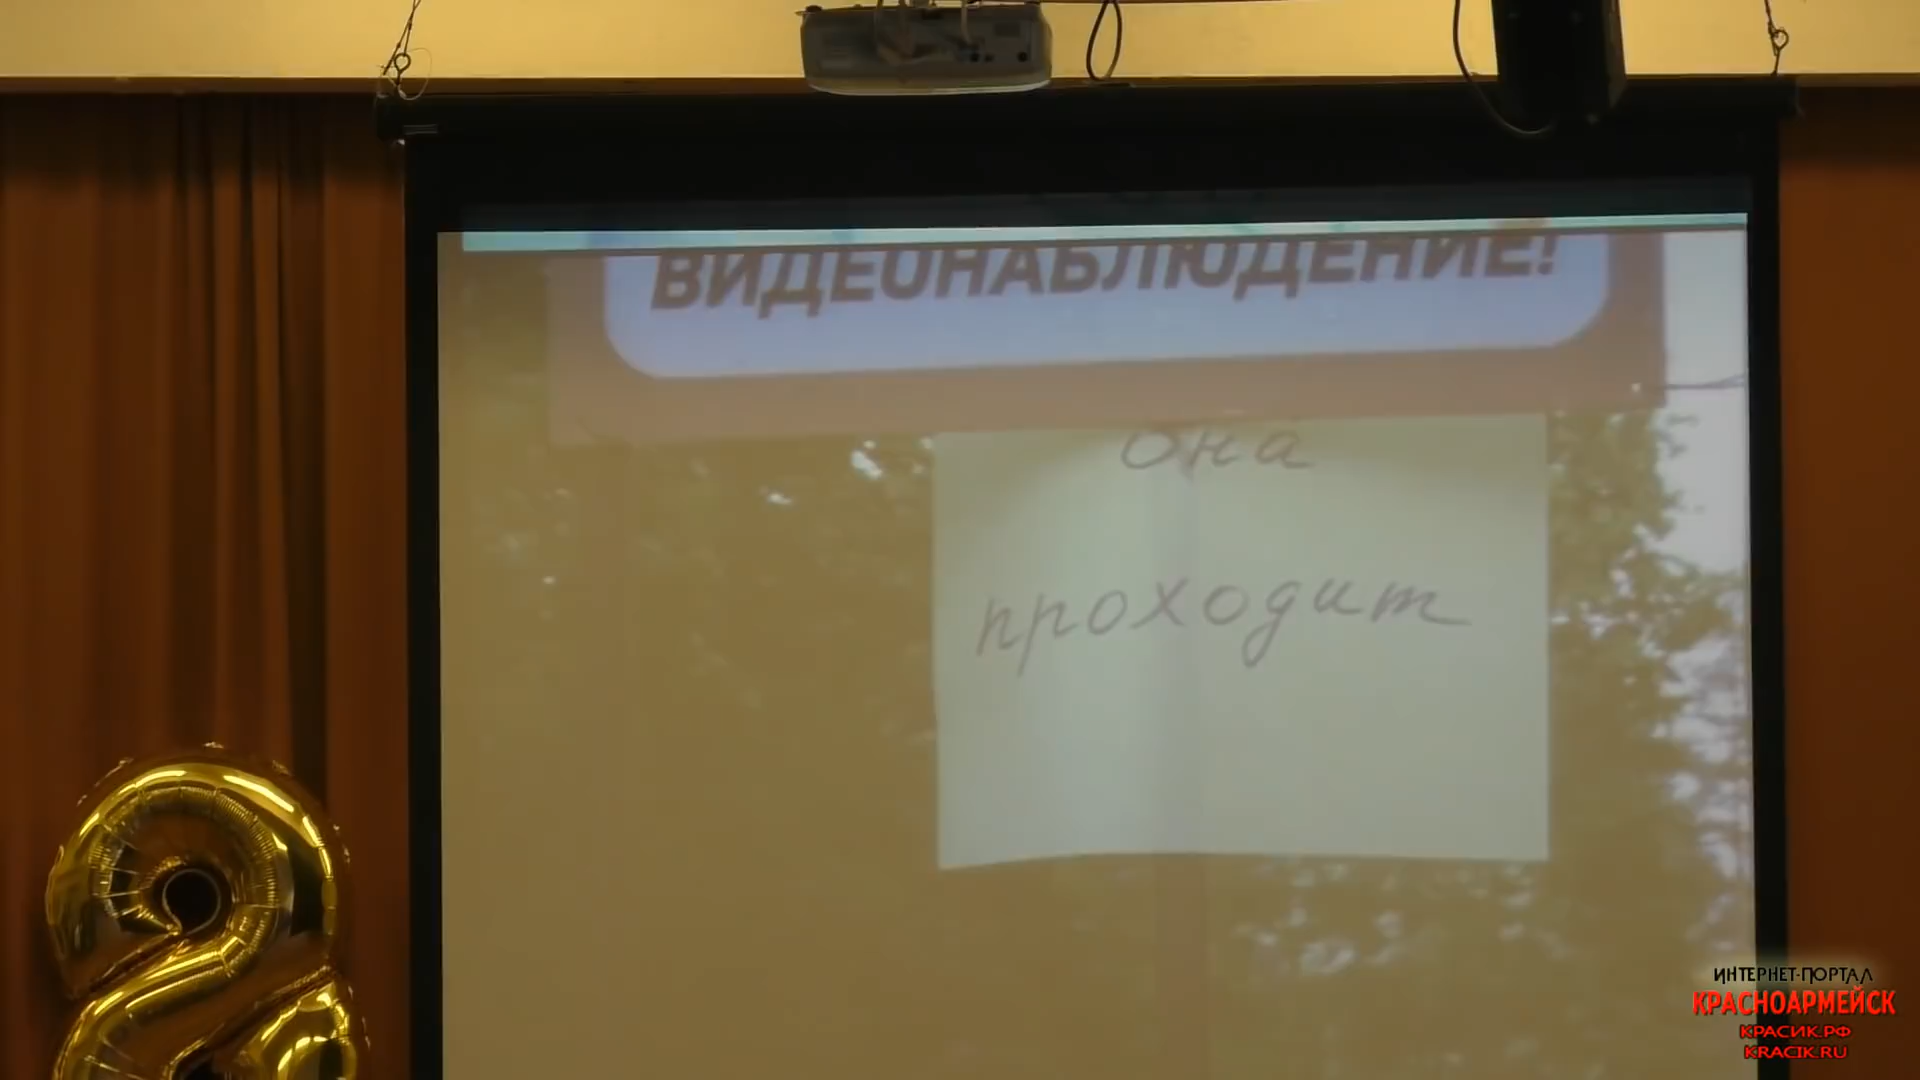 ВИДЕОНАБЛЮДЕНИЕ!
она
проходит
ИНТЕРНЕТ-ПОРТАЛ
КРАСНОАРМЕЙСК
КРАСИК.РФ
KRACIK.RU